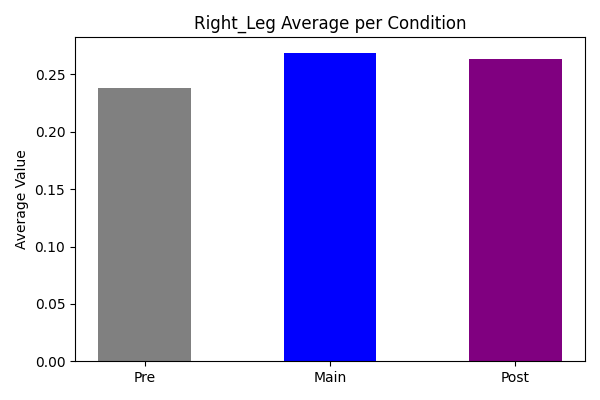 Right_Leg Average per Condition
Average Value
0.25
0.20
0.15
0.10
0.05
0.00
Pre
Main
Post